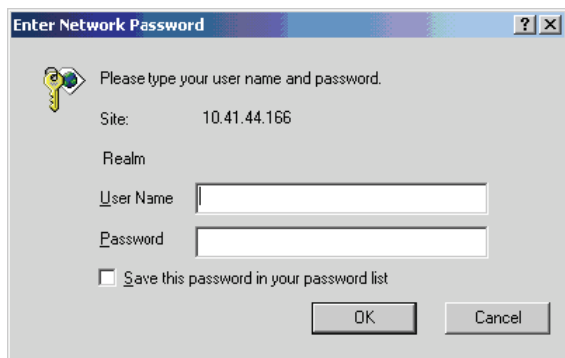 Enter Network Password
Please type your user name and password.
Site: 10.41.44.166
Realm
User Name
Password
Save this password in your password list
OK Cancel